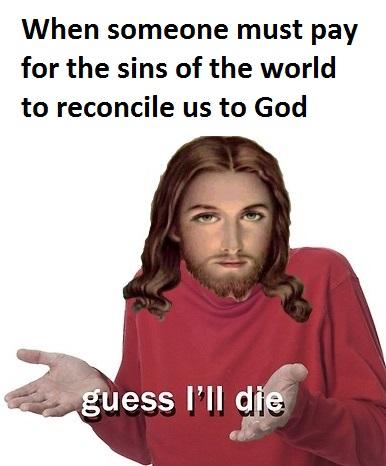 When someone must pay
for the sins of the world
to reconcile us to God
guess I'll die